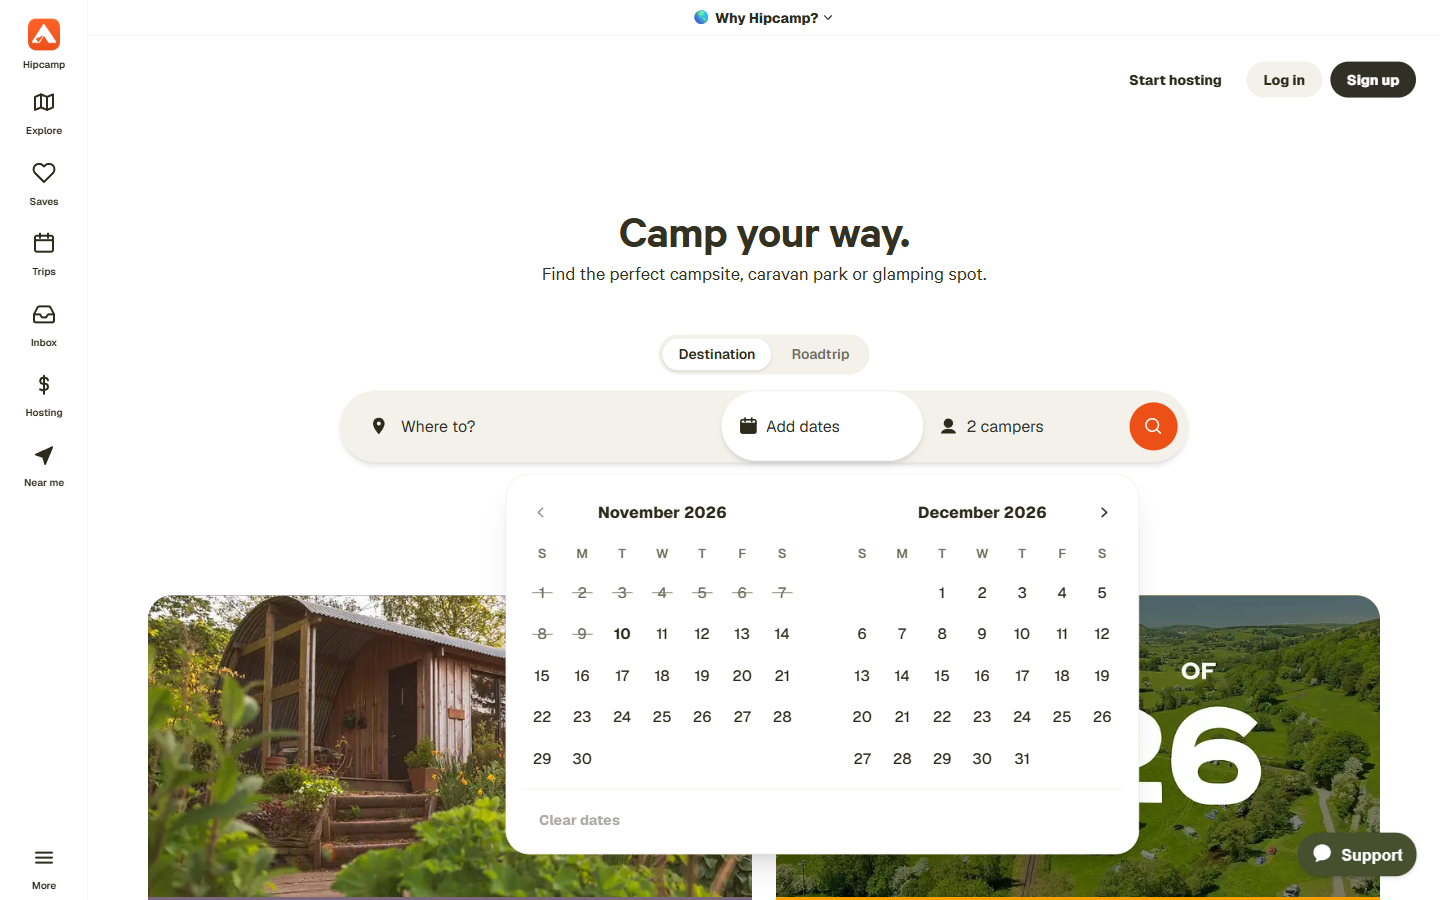 Why Hipcamp?
Hipcamp
Explore
Saves
Trips
Inbox
Hosting
Near me
More
Start hosting
Log in
Sign up
Camp your way.
Find the perfect campsite, caravan park or glamping spot.
Destination
Roadtrip
Where to?
Add dates
2 campers
November 2026
S M T W T F S
1 2 3 4 5 6 7
8 9 10 11 12 13 14
15 16 17 18 19 20 21
22 23 24 25 26 27 28
29 30
December 2026
S M T W T F S
1 2 3 4 5
6 7 8 9 10 11 12
13 14 15 16 17 18 19
20 21 22 23 24 25 26
27 28 29 30 31
Clear dates
OF
26
Support